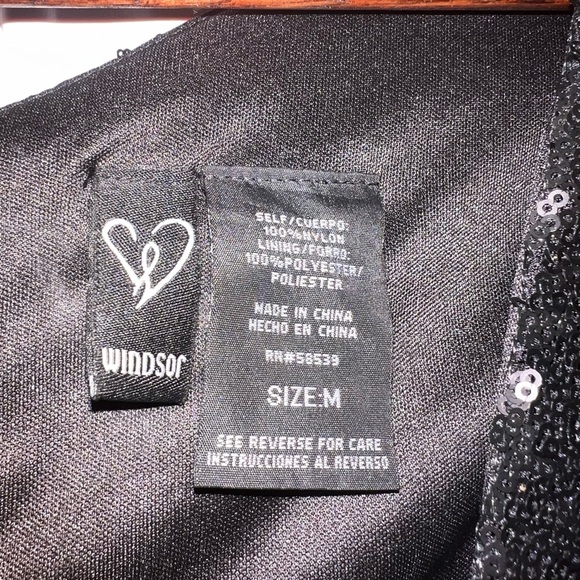 WINDSOR
SELF/CUERPO:
100%NYLON
LINING/FORRO:
100%POLYESTER/
POLIESTER
MADE IN CHINA
HECHO EN CHINA
RN#58539
SIZE:M
SEE REVERSE FOR CARE
INSTRUCCIONES AL REVERSO